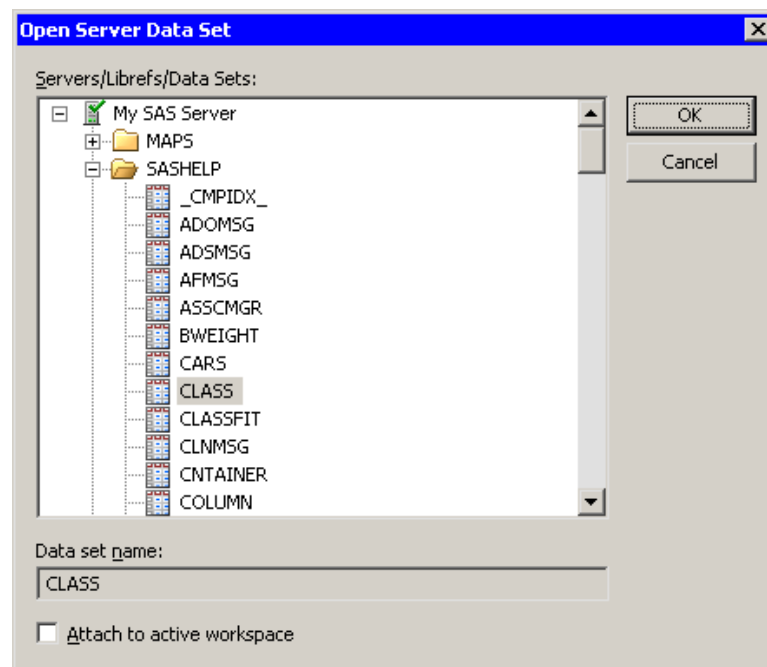 Open Server Data Set
Servers/Librefs/Data Sets:
My SAS Server
MAPS
SASHELP
_CMPIDX_
ADOMSG
ADSMSG
AFMSG
ASSCMGR
BWEIGHT
CARS
CLASS
CLASSFIT
CLNMSG
CNTAINER
COLUMN
OK
Cancel
Data set name:
CLASS
Attach to active workspace